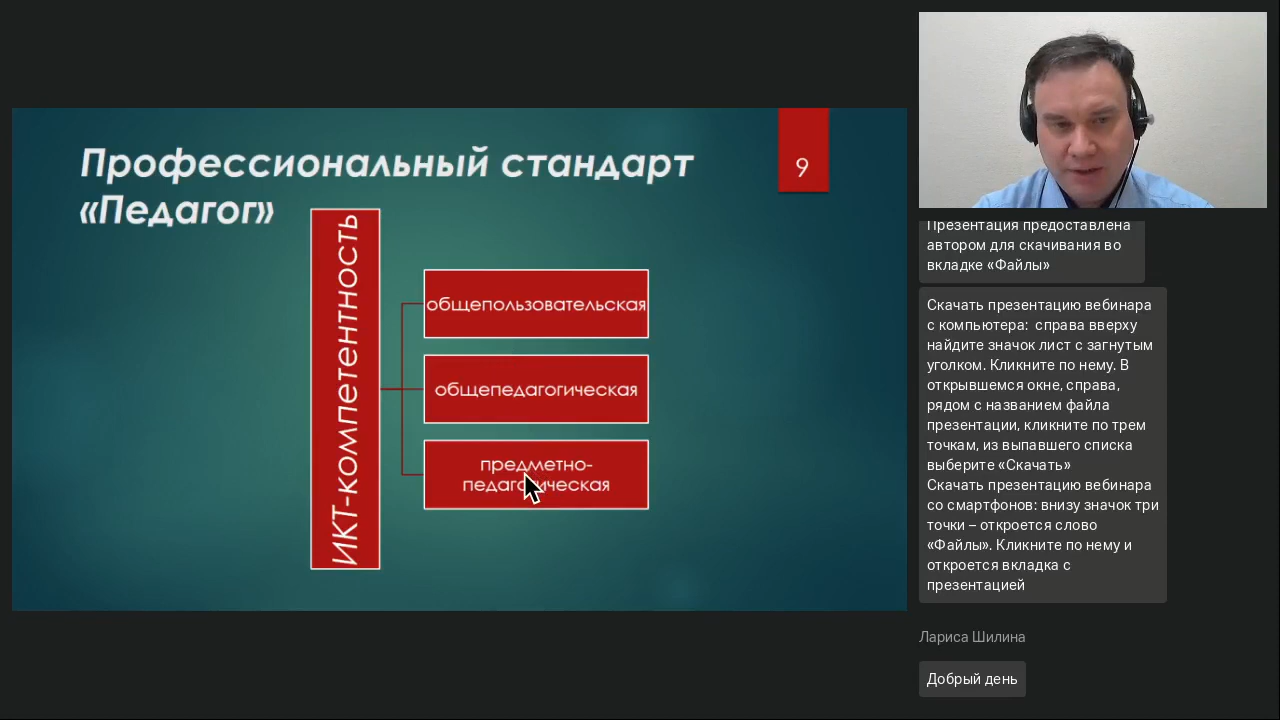 Профессиональный стандарт
«Педагог»
9
ИКТ-компетентность
общепользовательская
общепедагогическая
предметно-
педагогическая
Презентация предоставлена
автором для скачивания во
вкладке «Файлы»
Скачать презентацию вебинара
с компьютера: справа вверху
найдите значок лист с загнутым
уголком. Кликните по нему. В
открывшемся окне, справа,
рядом с названием файла
презентации, кликните по трем
точкам, из выпавшего списка
выберите «Скачать»
Скачать презентацию вебинара
со смартфонов: внизу значок три
точки – откроется слово
«Файлы». Кликните по нему и
откроется вкладка с
презентацией
Лариса Шилина
Добрый день